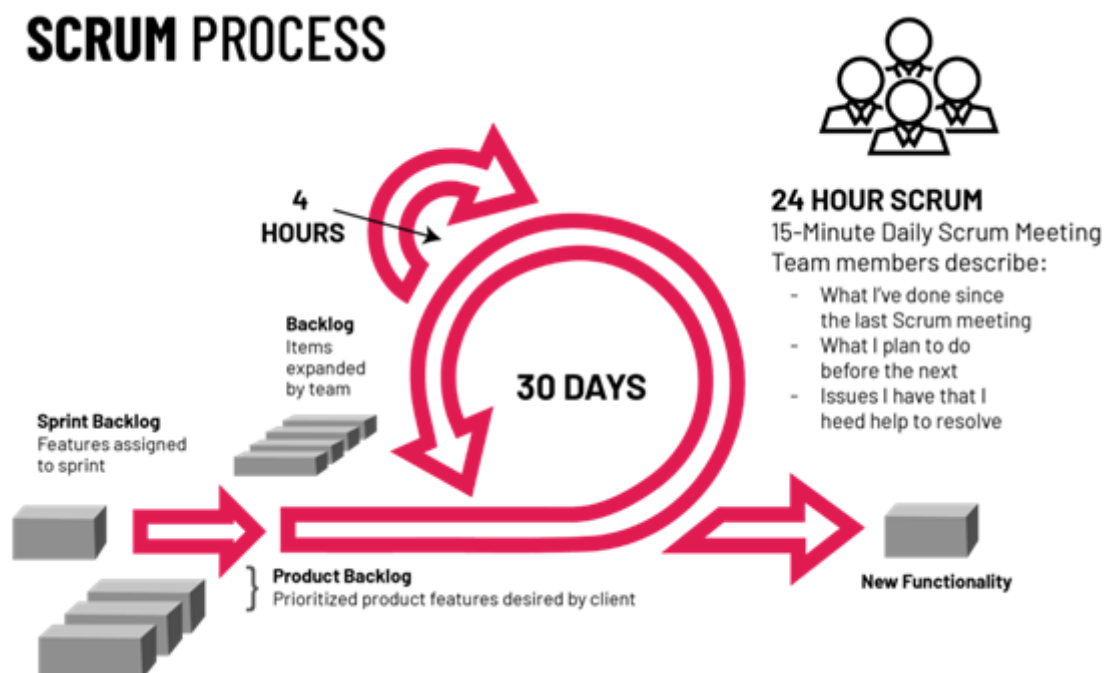 SCRUM PROCESS
4
HOURS
30 DAYS
Backlog
Items
expanded
by team
Sprint Backlog
Features assigned
to sprint
} Product Backlog
Prioritized product features desired by client
24 HOUR SCRUM
15-Minute Daily Scrum Meeting
Team members describe:
- What I've done since
the last Scrum meeting
- What I plan to do
before the next
- Issues I have that I
heed help to resolve
New Functionality